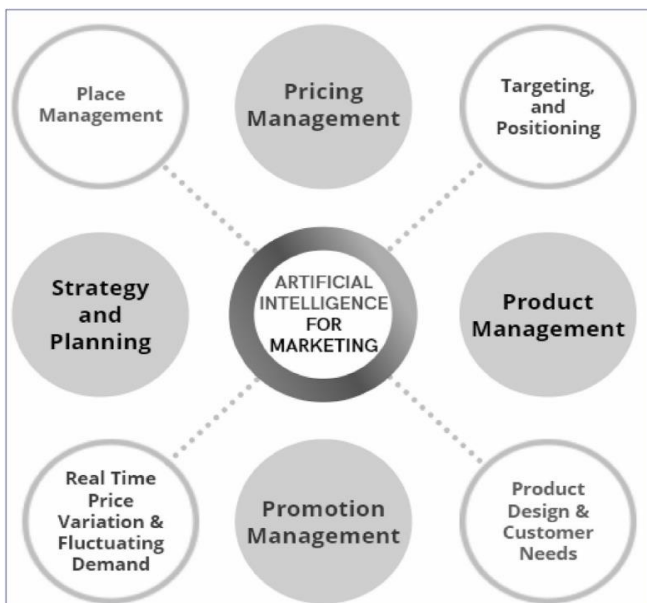 Place
Management
Pricing
Management
Targeting,
and
Positioning
Strategy
and
Planning
ARTIFICIAL
INTELLIGENCE
FOR
MARKETING
Product
Management
Real Time
Price
Variation &
Fluctuating
Demand
Promotion
Management
Product
Design &
Customer
Needs